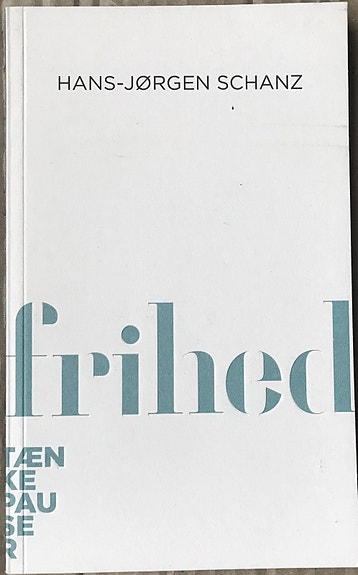 HANS-JØRGEN SCHANZ
frihed
TÆN
KE
PAU
SE
R